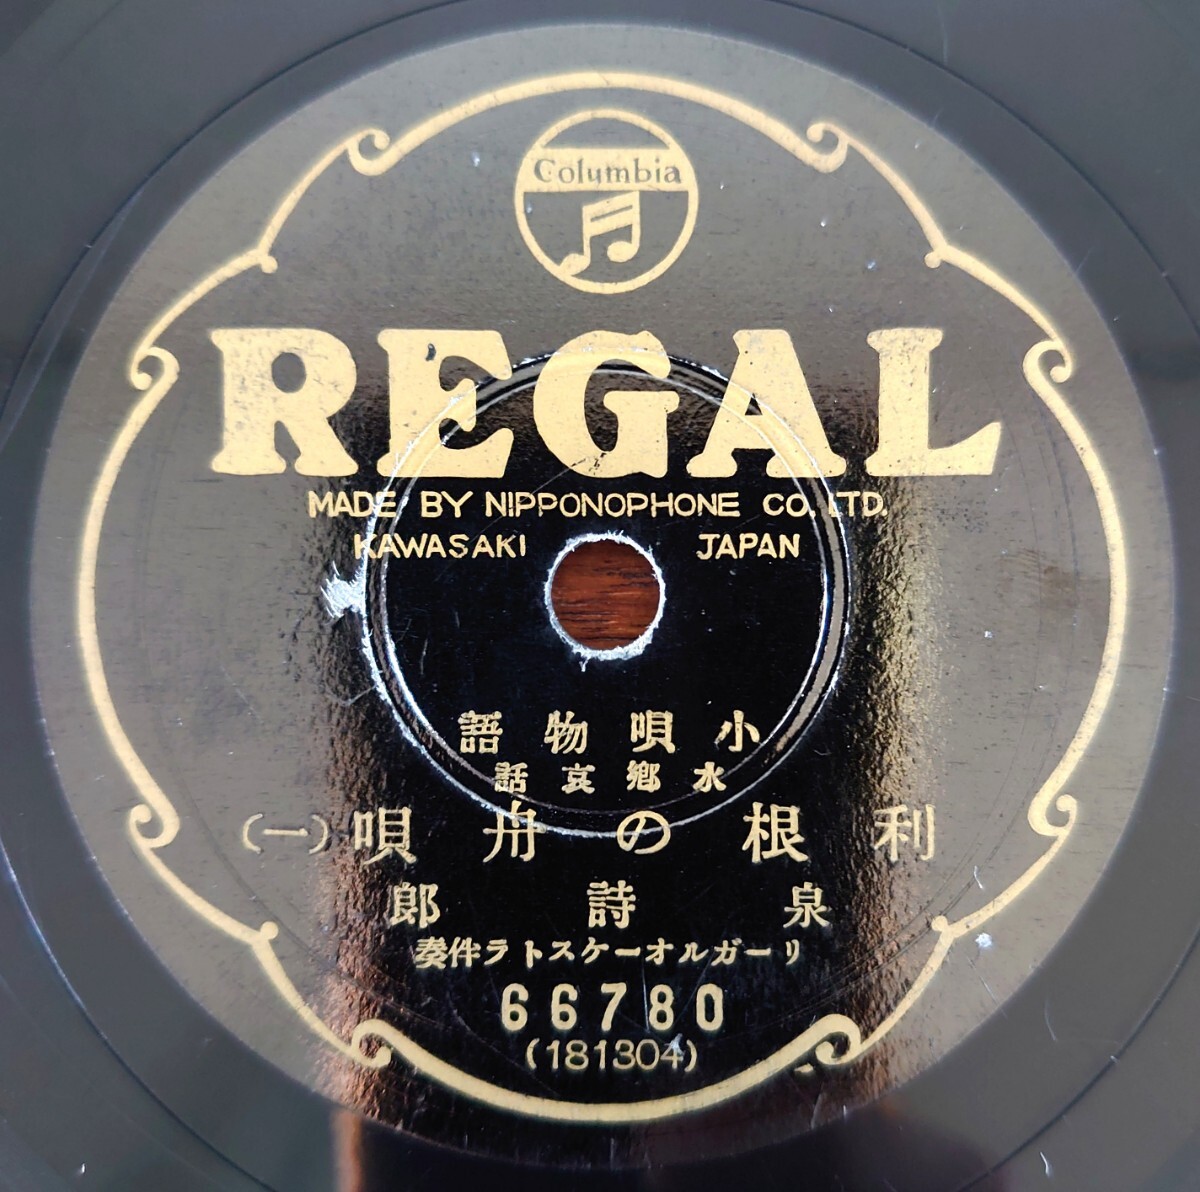 Columbia
REGAL
MADE BY NIPPONOPHONE CO. LTD.
KAWASAKI JAPAN
小唄物語
水郷哀話
利根の舟唄(一)
泉詩郎
リーガルオーケストラ伴奏
66780
(181304)